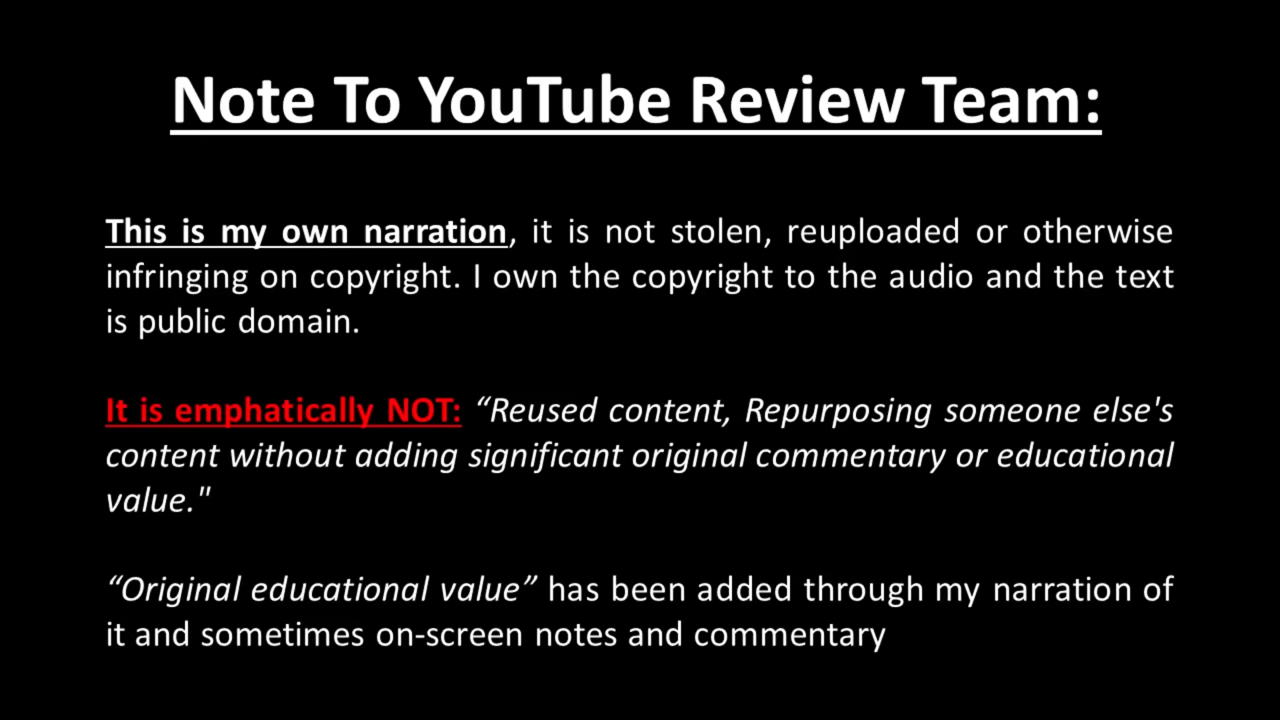 Note To YouTube Review Team:
This is my own narration, it is not stolen, reuploaded or otherwise
infringing on copyright. I own the copyright to the audio and the text
is public domain.
It is emphatically NOT: “Reused content, Repurposing someone else's
content without adding significant original commentary or educational
value."
“Original educational value” has been added through my narration of
it and sometimes on-screen notes and commentary